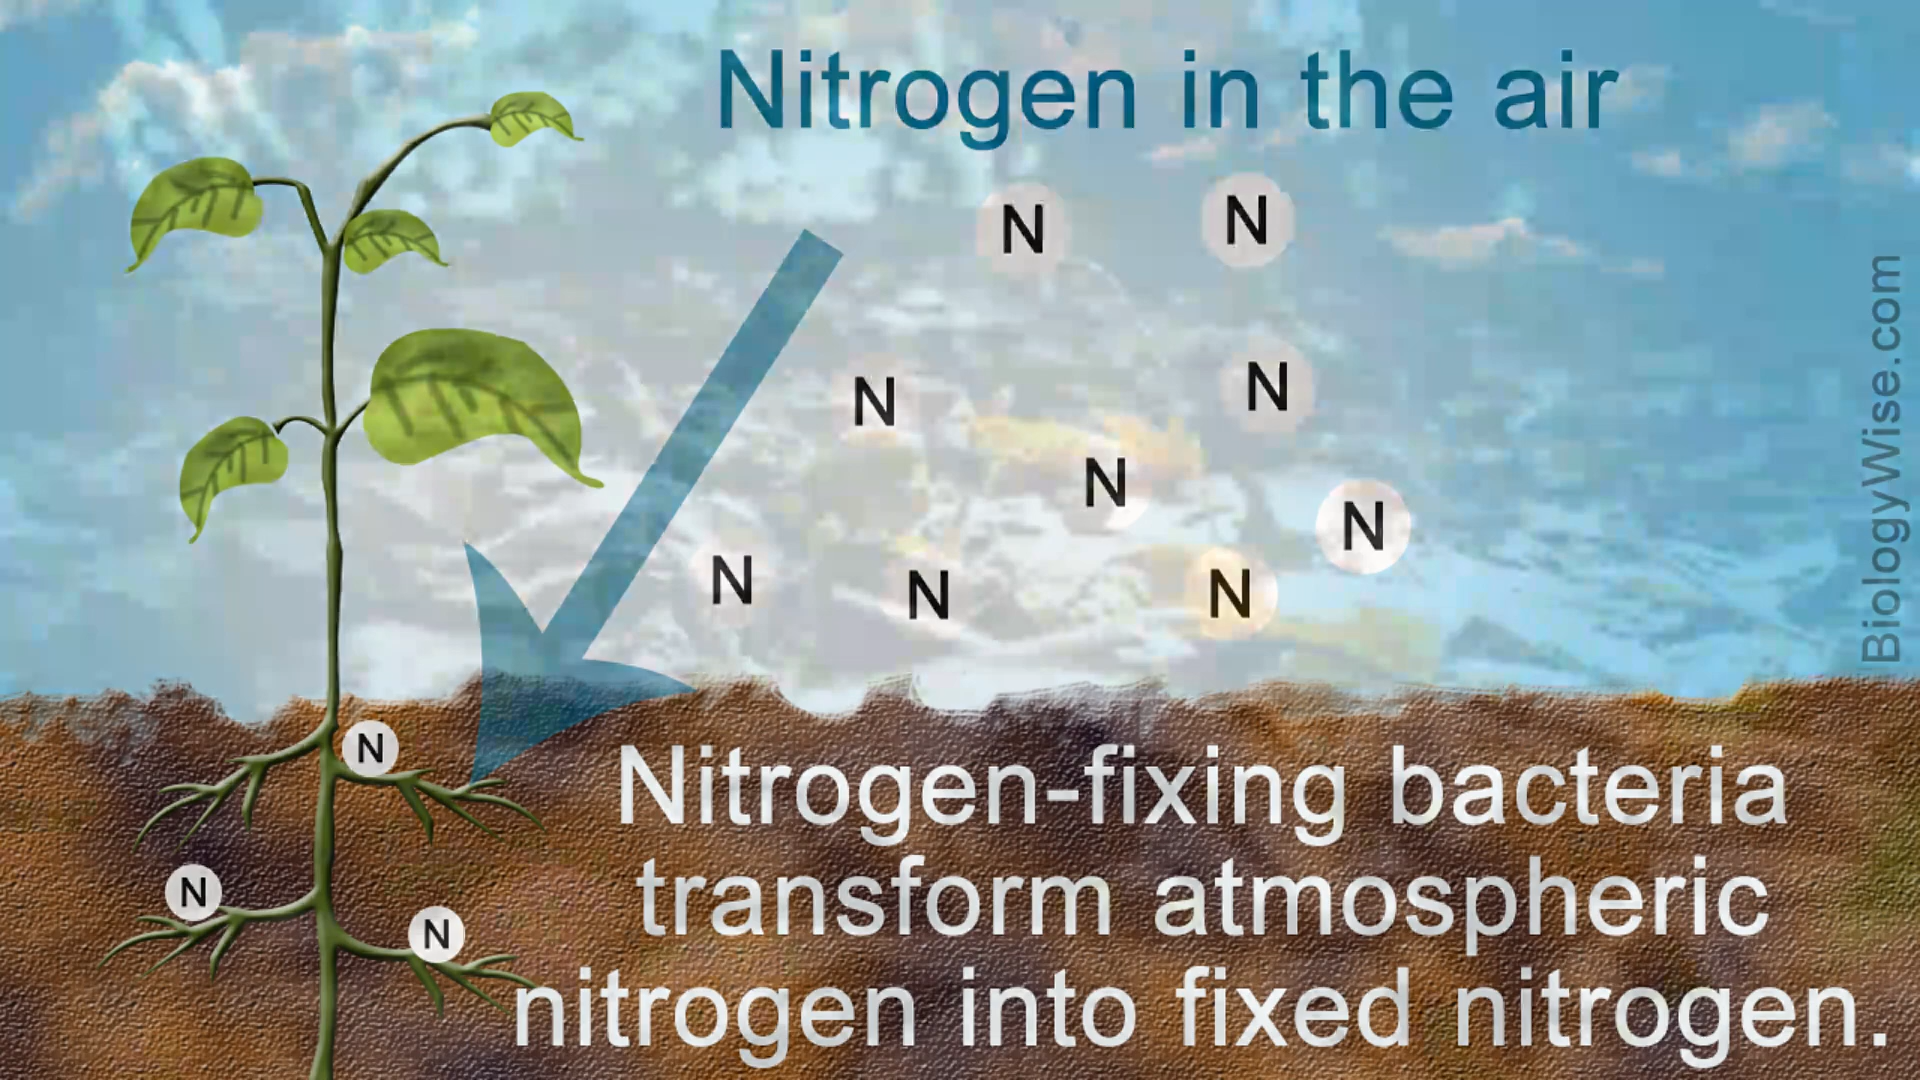 Nitrogen in the air
N
N
N
N
N
N
N
N
N
BiologyWise.com
N
N
N
Nitrogen-fixing bacteria
transform atmospheric
nitrogen into fixed nitrogen.